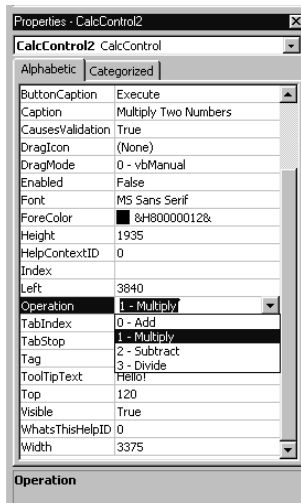 Properties - CalcControl2
CalcControl2 CalcControl
Alphabetic Categorized
ButtonCaption Execute
Caption Multiply Two Numbers
CausesValidation True
DragIcon (None)
DragMode 0 - vbManual
Enabled False
Font MS Sans Serif
ForeColor &H80000012&
Height 1935
HelpContextID 0
Index
Left 3840
Operation 1 - Multiply
TabIndex 0 - Add
TabStop 1 - Multiply
Tag 2 - Subtract
3 - Divide
ToolTipText Hello!
Top 120
Visible True
WhatsThisHelpID 0
Width 3375
Operation